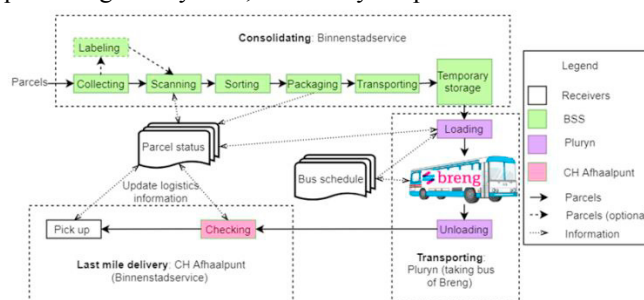 Consolidating: Binnenstadservice
Labeling
Parcels
Collecting
Scanning
Sorting
Packaging
Transporting
Temporary
storage
Parcel status
Bus schedule
Loading
breng
Unloading
Update logistics
information
Pick up
Checking
Last mile delivery: CH Afhaalpunt
(Binnenstadservice)
Transporting:
Pluryn (taking bus
of Breng)
Legend
Receivers
BSS
Pluryn
CH Afhaalpunt
Parcels
Parcels (optiona
Information